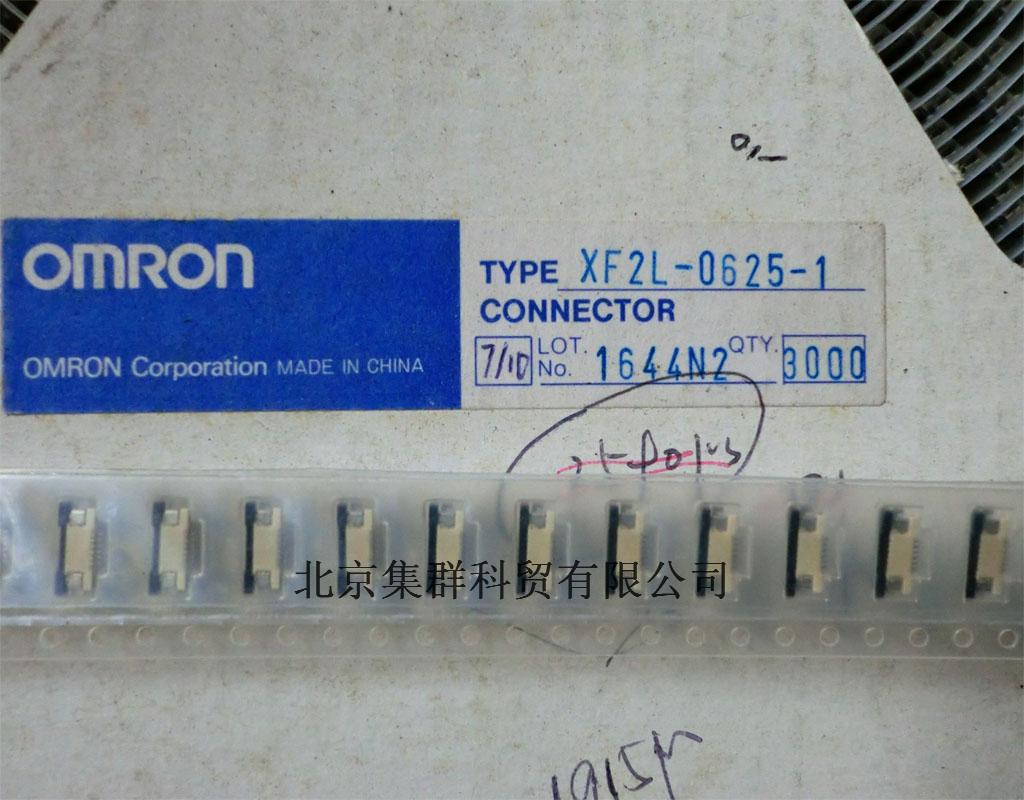 OMRON
OMRON Corporation MADE IN CHINA
TYPE XF2L-0625-1
CONNECTOR
7/10 LOT. No. 1644N2 QTY. 3000
北京集群科贸有限公司